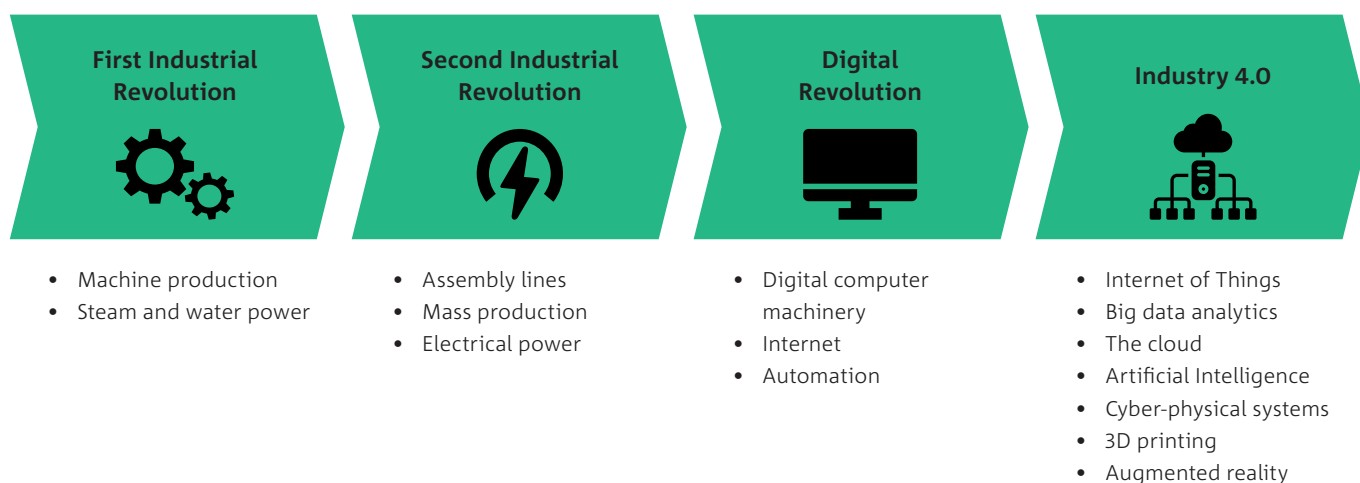 First Industrial
Revolution
Second Industrial
Revolution
Digital
Revolution
Industry 4.0
• Machine production
• Steam and water power
• Assembly lines
• Mass production
• Electrical power
• Digital computer
machinery
• Internet
• Automation
• Internet of Things
• Big data analytics
• The cloud
• Artificial Intelligence
• Cyber-physical systems
• 3D printing
• Augmented reality